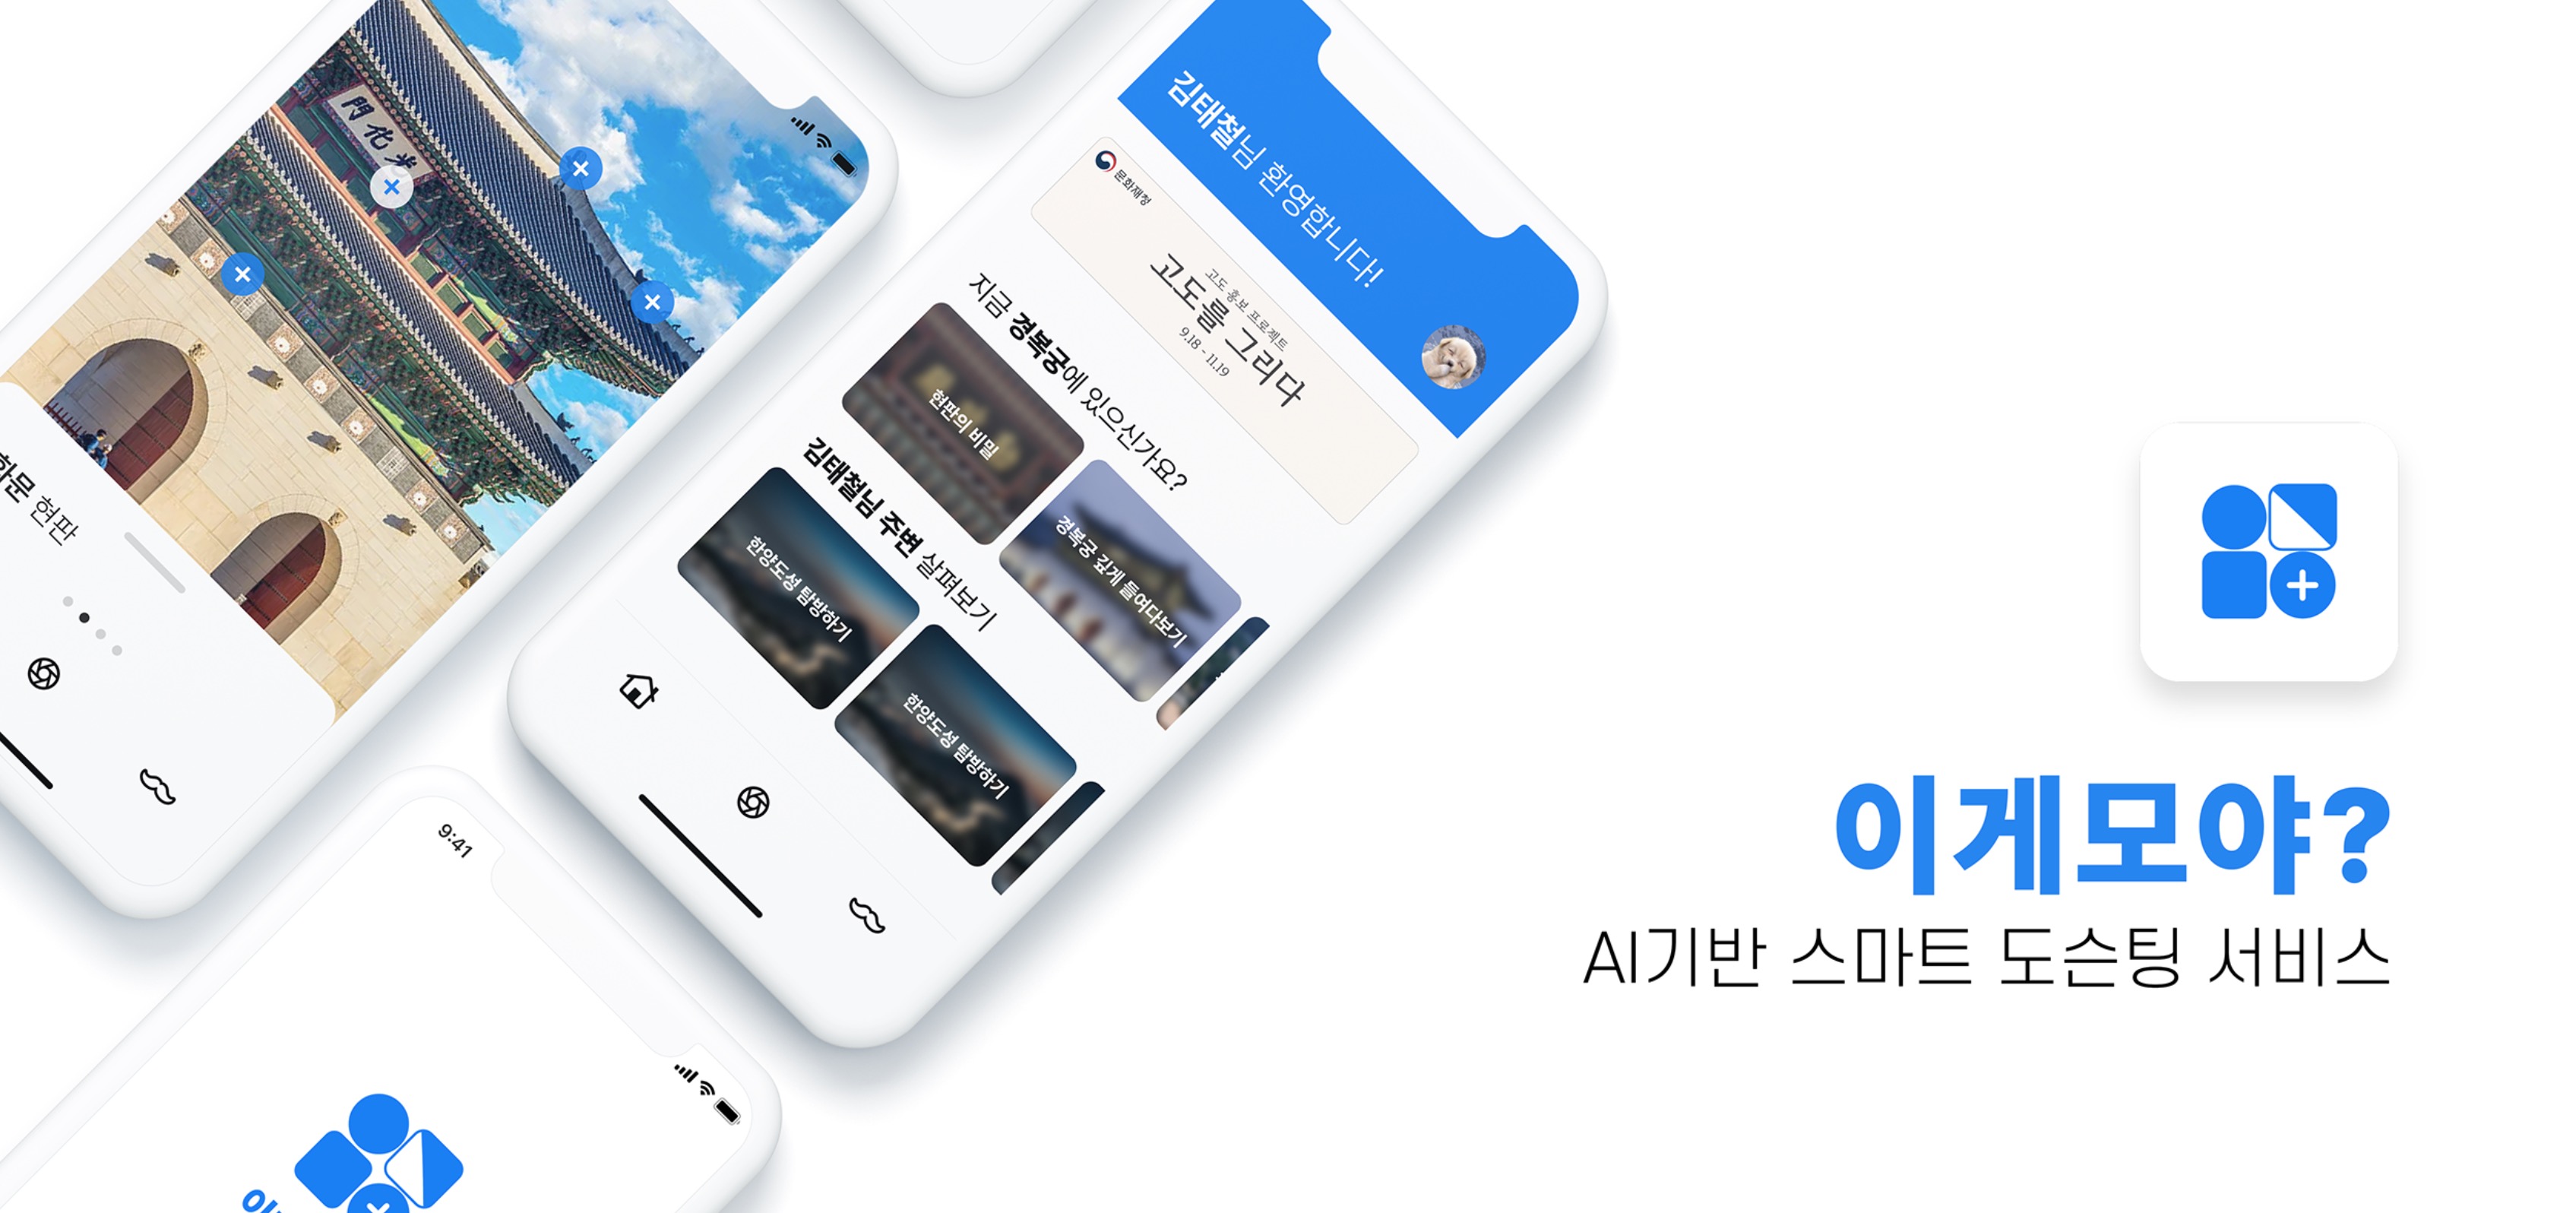 門化光
화문 현판
김태철님 환영합니다!
문화재청
고도 홍보 프로젝트
고도를 그리다
9.18 - 11.19
지금 경복궁에 있으신가요?
현판의 비밀
경복궁 깊게 들여다보기
김태철님 주변 살펴보기
한양도성 탐방하기
한양도성 탐방하기
9:41
이게모야?
AI기반 스마트 도슨팅 서비스